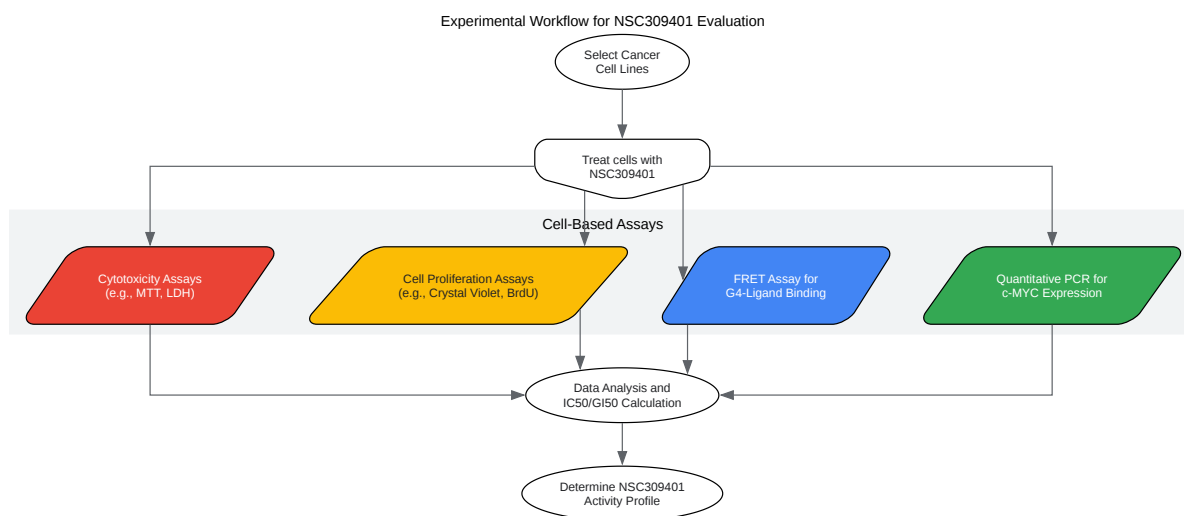 Experimental Workflow for NSC309401 Evaluation
Select Cancer
Cell Lines
Treat cells with
NSC309401
Cell-Based Assays
Cytotoxicity Assays
(e.g., MTT, LDH)
Cell Proliferation Assays
(e.g., Crystal Violet, BrdU)
FRET Assay for
G4-Ligand Binding
Quantitative PCR for
c-MYC Expression
Data Analysis and
IC50/GI50 Calculation
Determine NSC309401
Activity Profile